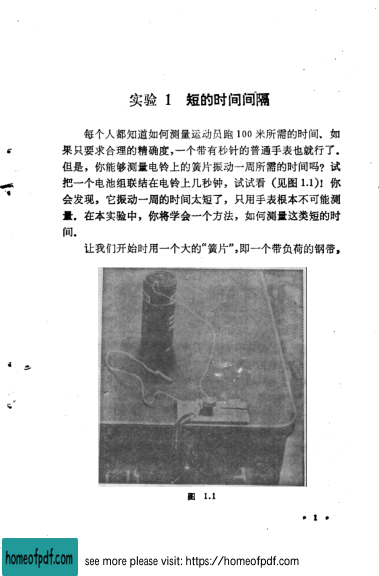 实验 1 短的时间间隔
每个人都知道如何测量运动员跑 100 米所需的时间。如
果只要求合理的精确度,一个带有秒针的普通手表也就行了。
但是,你能够测量电铃上的簧片振动一周所需的时间吗?试
把一个电池组联结在电铃上几秒钟,试试看(见图1.1)!你
会发现,它振动一周的时间太短了,只用手表根本不可能测
量。在本实验中,你将学会一个方法,如何测量这类短的时
间。
让我们开始时用一个大的“簧片”,即一个带负荷的钢带,
图 1.1
• 1 •
homeofpdf.com
see more please visit: https://homeofpdf.com